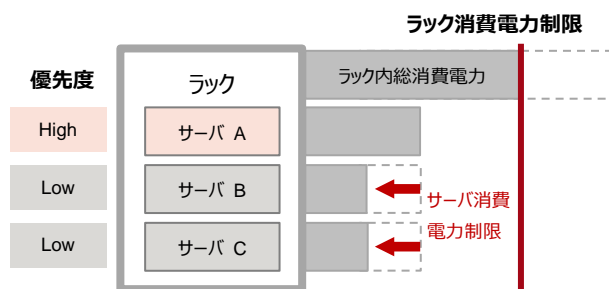 ラック消費電力制限
優先度
ラック
ラック内総消費電力
High
サーバ A
Low
サーバ B
サーバ消費
電力制限
Low
サーバ C